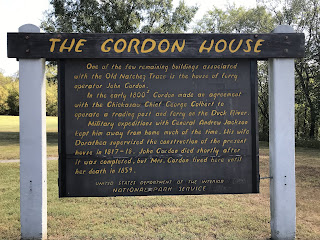 THE GORDON HOUSE
One of the few remaining buildings associated
with the Old Natchez Trace is the house of ferry
operator John Gordon.
In the early 1800's Gordon made an agreement
with the Chickasaw Chief George Colbert to
operate a trading post and ferry on the Duck River.
Military expeditions with General Andrew Jackson
kept him away from home much of the time. His wife
Dorathea supervised the construction of the present
house in 1817-18. John Gordon died shortly after
it was completed, but Mrs. Gordon lived here until
her death in 1859.
UNITED STATES DEPARTMENT OF THE INTERIOR
NATIONAL PARK SERVICE